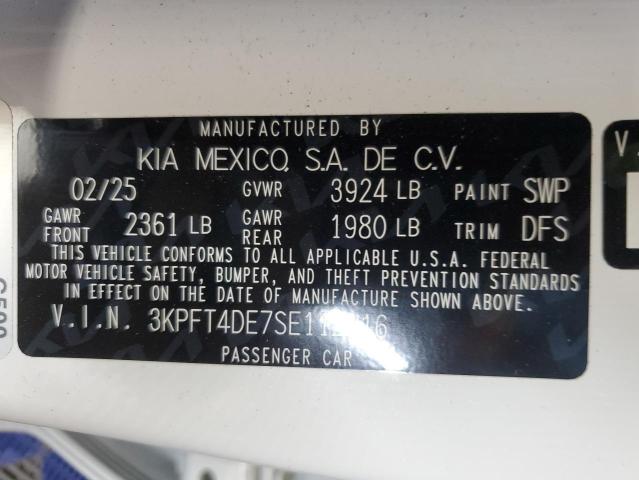 MANUFACTURED BY
KIA MEXICO, S.A. DE C.V.
02/25 GVWR 3924 LB PAINT SWP
GAWR FRONT 2361 LB GAWR REAR 1980 LB TRIM DFS
THIS VEHICLE CONFORMS TO ALL APPLICABLE U.S.A. FEDERAL
MOTOR VEHICLE SAFETY, BUMPER, AND THEFT PREVENTION STANDARDS
IN EFFECT ON THE DATE OF MANUFACTURE SHOWN ABOVE.
V.I.N.
PASSENGER CAR